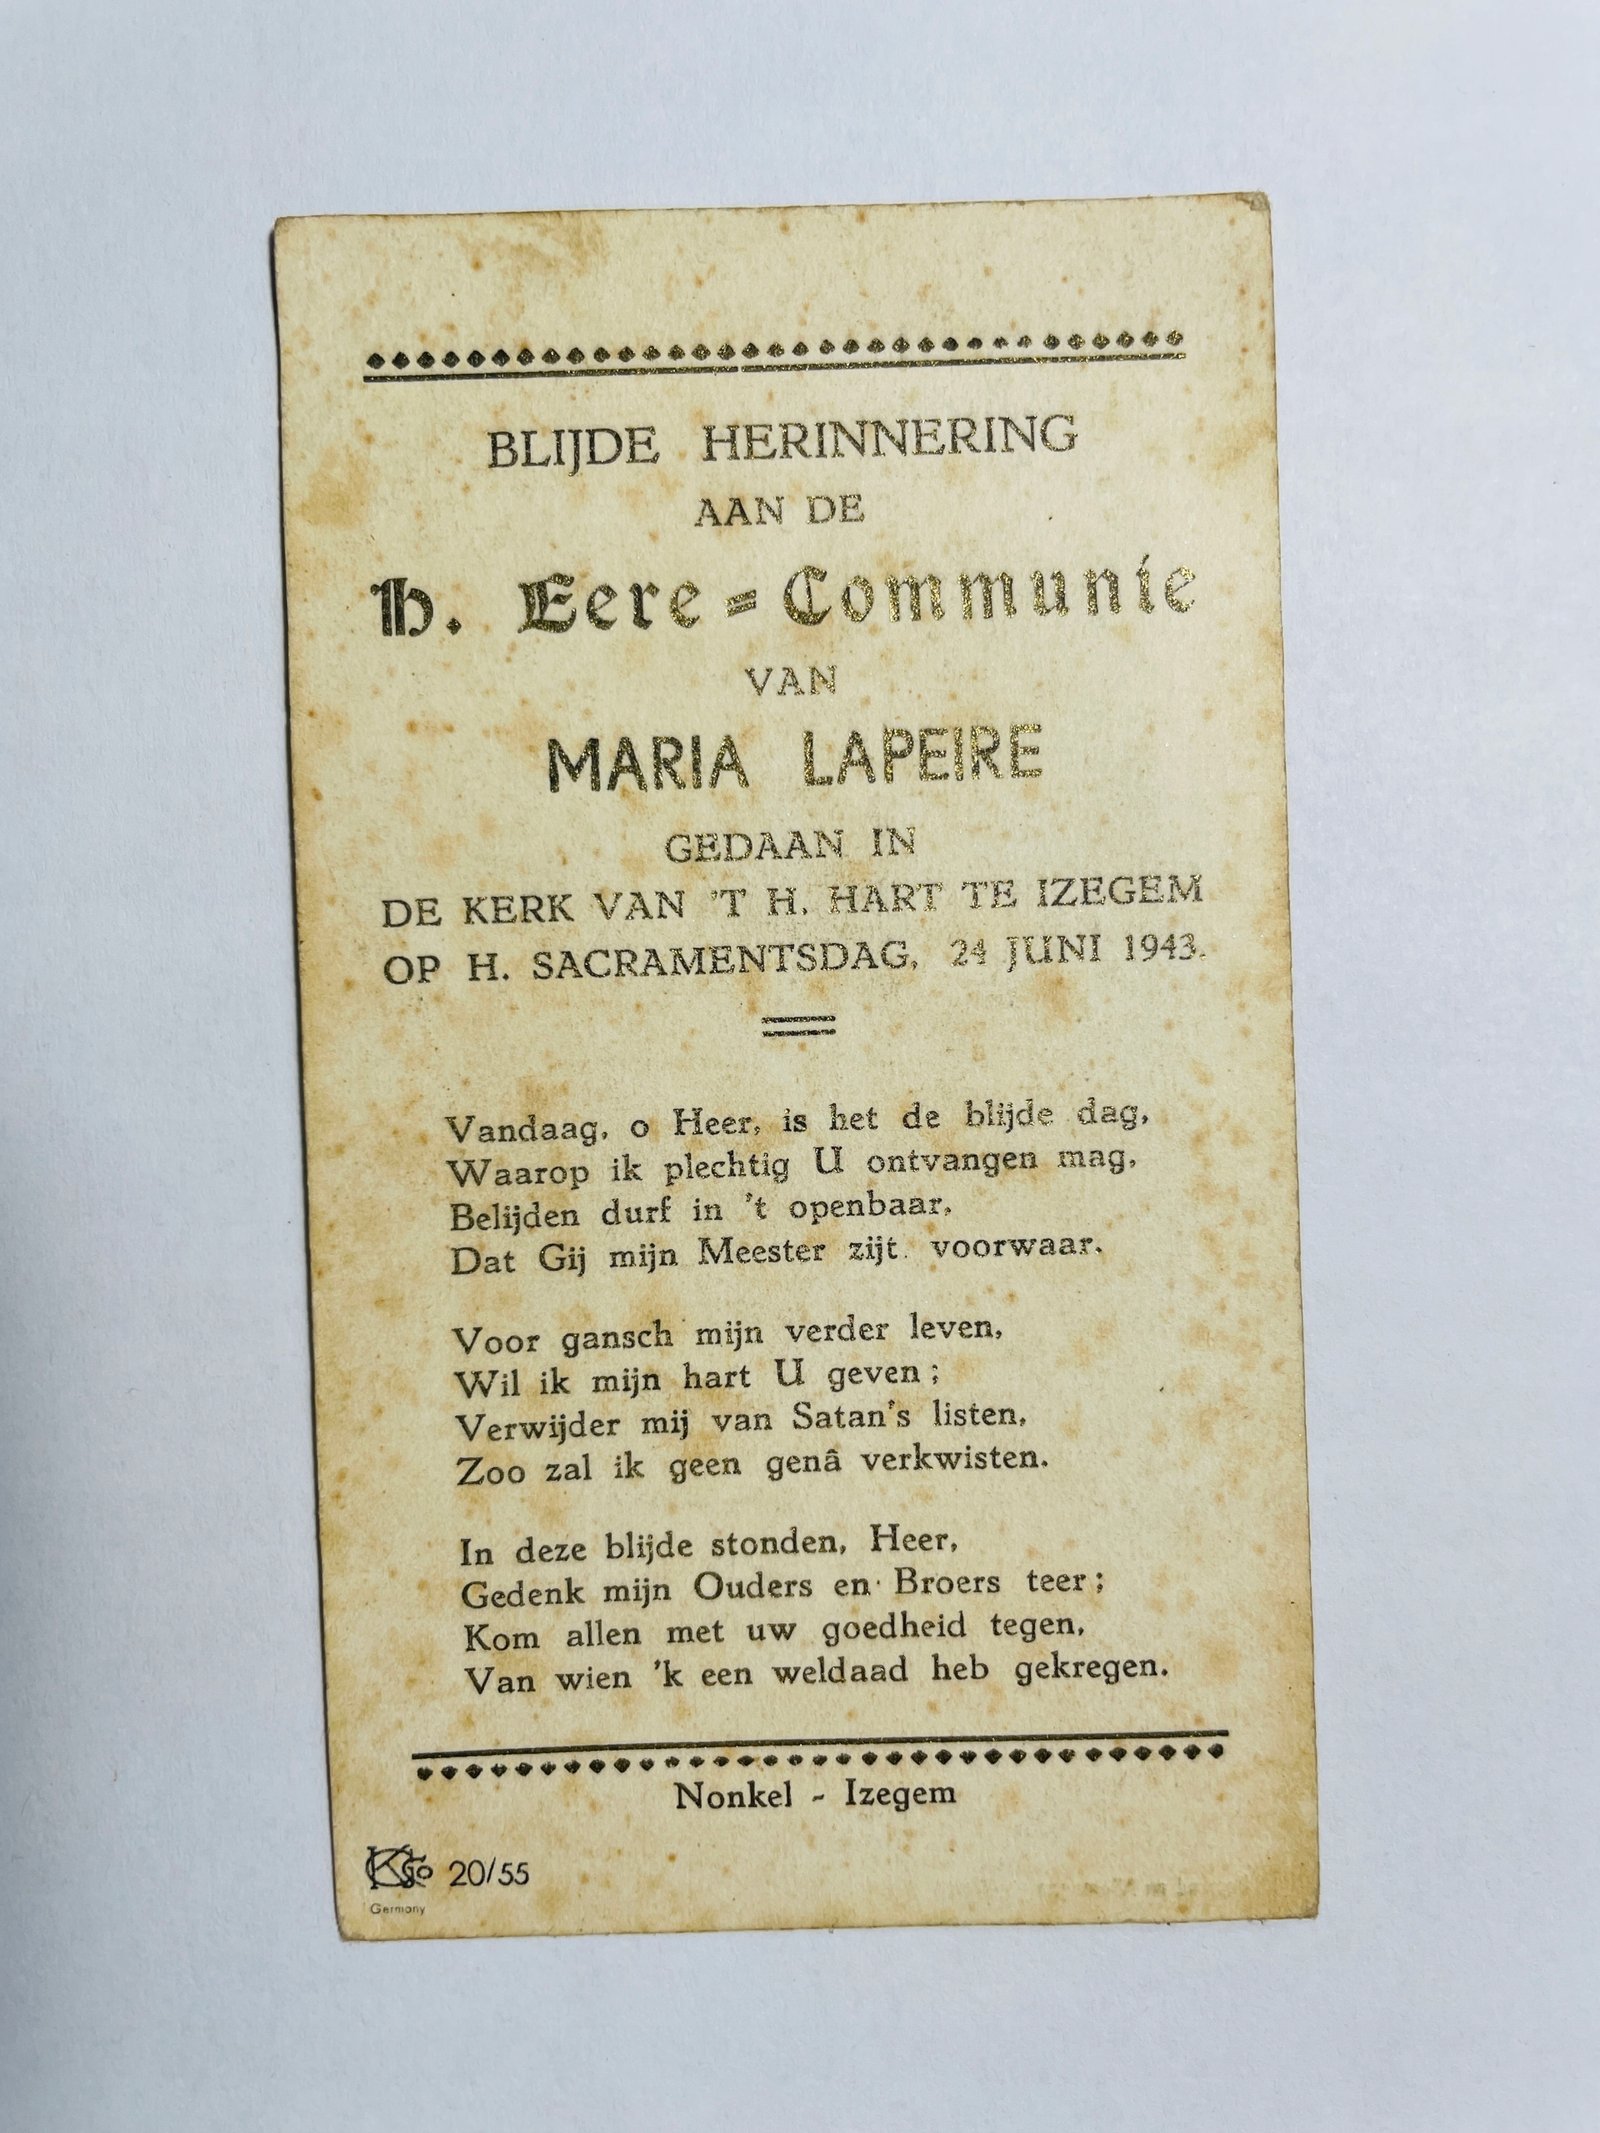 BLIJDE HERINNERING
AAN DE
H. Eere=Communie
VAN
MARIA LAPEIRE
GEDAAN IN
DE KERK VAN 'T H. HART TE IZEGEM
OP H. SACRAMENTSDAG, 24 JUNI 1943.
Vandaag, o Heer, is het de blijde dag,
Waarop ik plechtig U ontvangen mag,
Belijden durf in 't openbaar,
Dat Gij mijn Meester zijt voorwaar.
Voor gansch mijn verder leven,
Wil ik mijn hart U geven ;
Verwijder mij van Satan's listen,
Zoo zal ik geen genâ verkwisten.
In deze blijde stonden, Heer,
Gedenk mijn Ouders en Broers teer ;
Kom allen met uw goedheid tegen,
Van wien 'k een weldaad heb gekregen.
Nonkel - Izegem
20/55
Germany